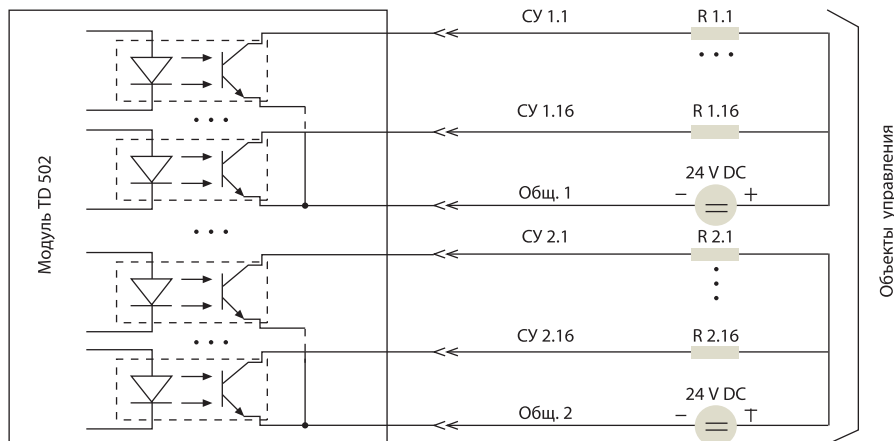 СУ 1.1
R 1.1
СУ 1.16
R 1.16
24 V DC
Общ. 1
− +
СУ 2.1
R 2.1
СУ 2.16
R 2.16
24 V DC
Общ. 2
− +
Модуль TD 502
Объекты управления